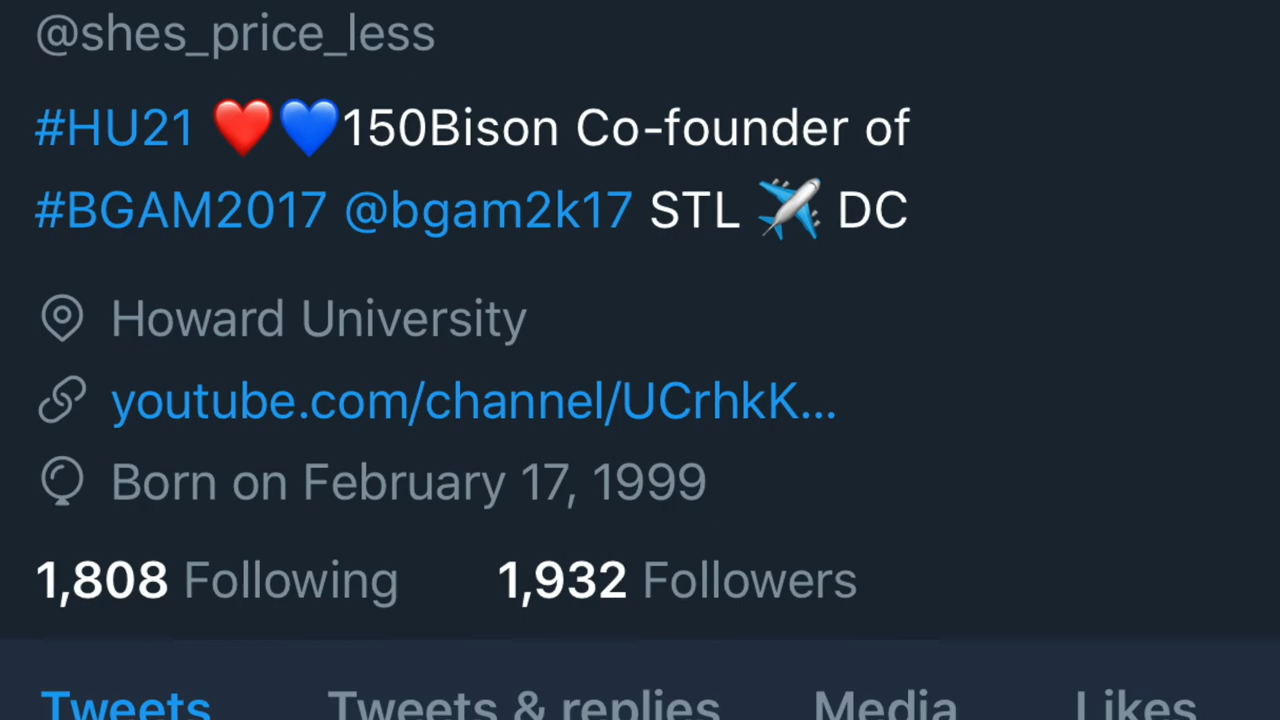 @shes_price_less
#HU21 ❤️💙150Bison Co-founder of
#BGAM2017 @bgam2k17 STL ✈️ DC
Howard University
youtube.com/channel/UCrhkK...
Born on February 17, 1999
1,808 Following 1,932 Followers
Tweets Tweets & replies Media Likes